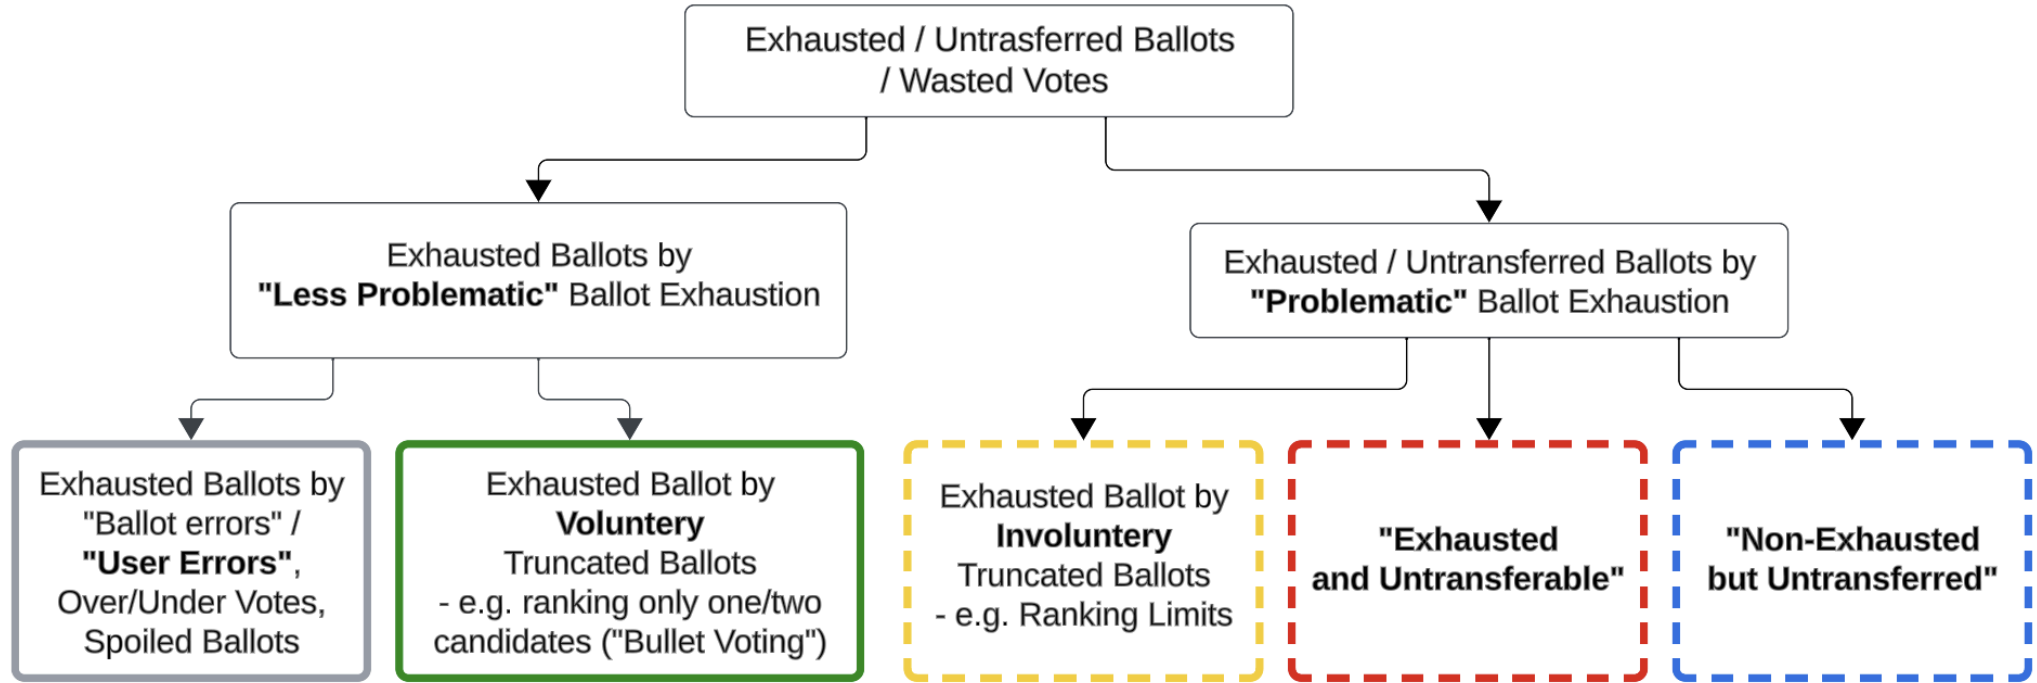 Exhausted / Untrasferred Ballots
/ Wasted Votes
Exhausted Ballots by
"Less Problematic" Ballot Exhaustion
Exhausted / Untransferred Ballots by
"Problematic" Ballot Exhaustion
Exhausted Ballots by
"Ballot errors" /
"User Errors",
Over/Under Votes,
Spoiled Ballots
Exhausted Ballot by
Voluntery
Truncated Ballots
- e.g. ranking only one/two
candidates ("Bullet Voting")
Exhausted Ballot by
Involuntery
Truncated Ballots
- e.g. Ranking Limits
"Exhausted
and Untransferable"
"Non-Exhausted
but Untransferred"